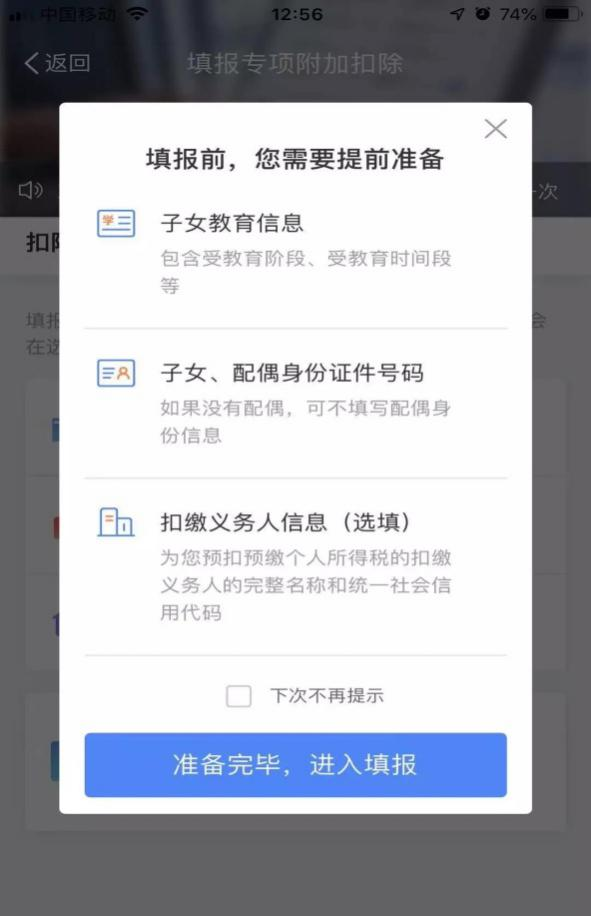 中国移动
12:56
74%
返回
填报专项附加扣除
次
扣除
填报
会
在这
填报前，您需要提前准备
学
子女教育信息
包含受教育阶段、受教育时间段
等
子女、配偶身份证件号码
如果没有配偶，可不填写配偶身
份信息
扣缴义务人信息（选填）
为您预扣预缴个人所得税的扣缴
义务人的完整名称和统一社会信
用代码
下次不再提示
准备完毕，进入填报